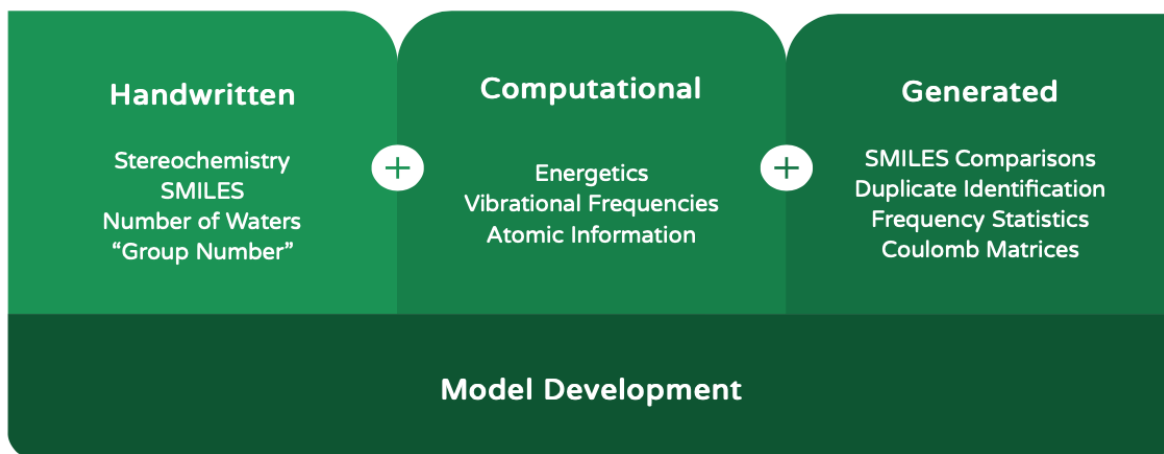 Handwritten
Stereochemistry
SMILES
Number of Waters
“Group Number”
+
Computational
Energetics
Vibrational Frequencies
Atomic Information
+
Generated
SMILES Comparisons
Duplicate Identification
Frequency Statistics
Coulomb Matrices
Model Development